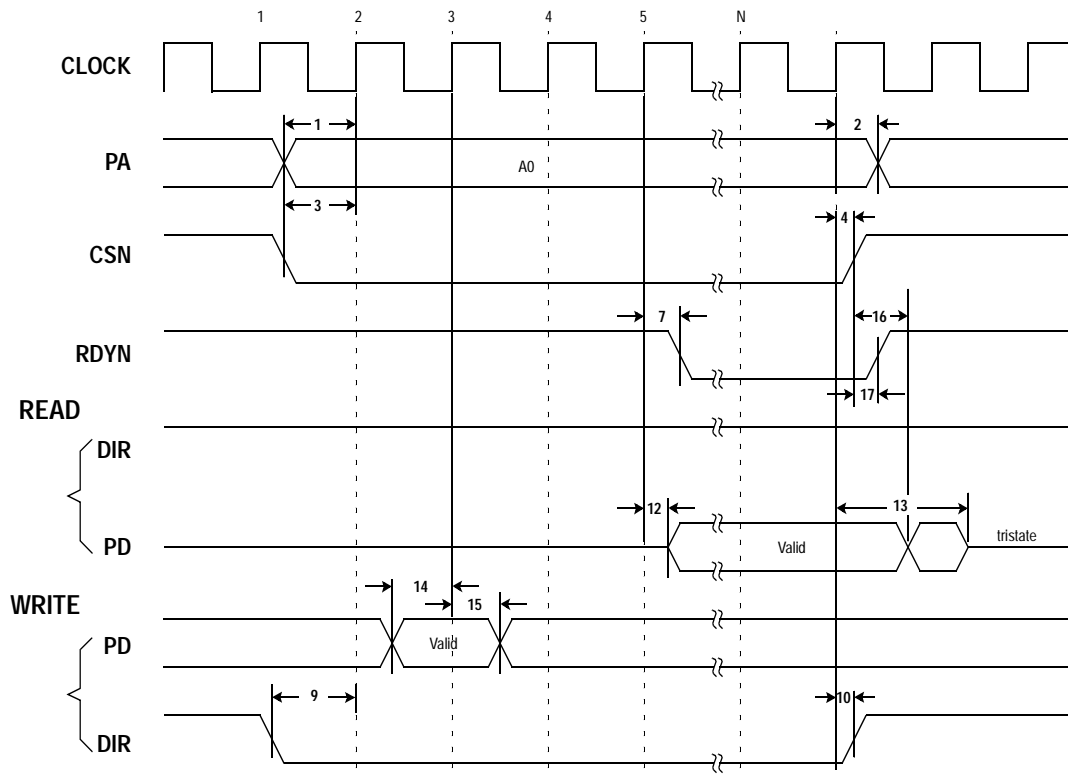 1 2 3 4 5 N
CLOCK
1 2
PA A0
3
CSN 4
7 16
RDYN
17
READ
DIR
12 13
PD Valid tristate
14
WRITE 15
PD Valid
9 10
DIR